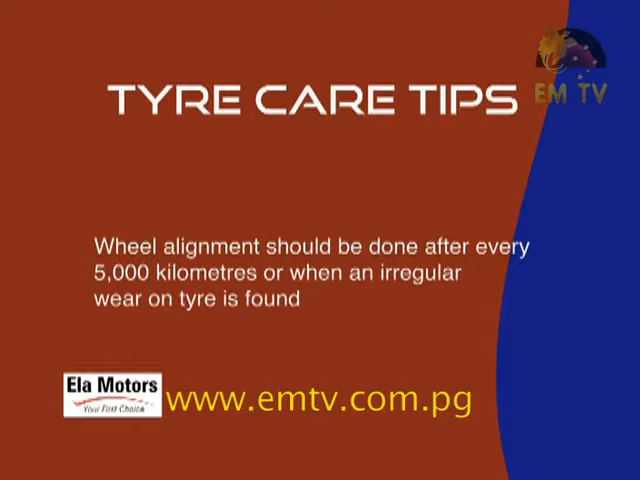 EM TV
TYRE CARE TIPS
Wheel alignment should be done after every
5,000 kilometres or when an irregular
wear on tyre is found
Ela Motors
Your First Choice
www.emtv.com.pg